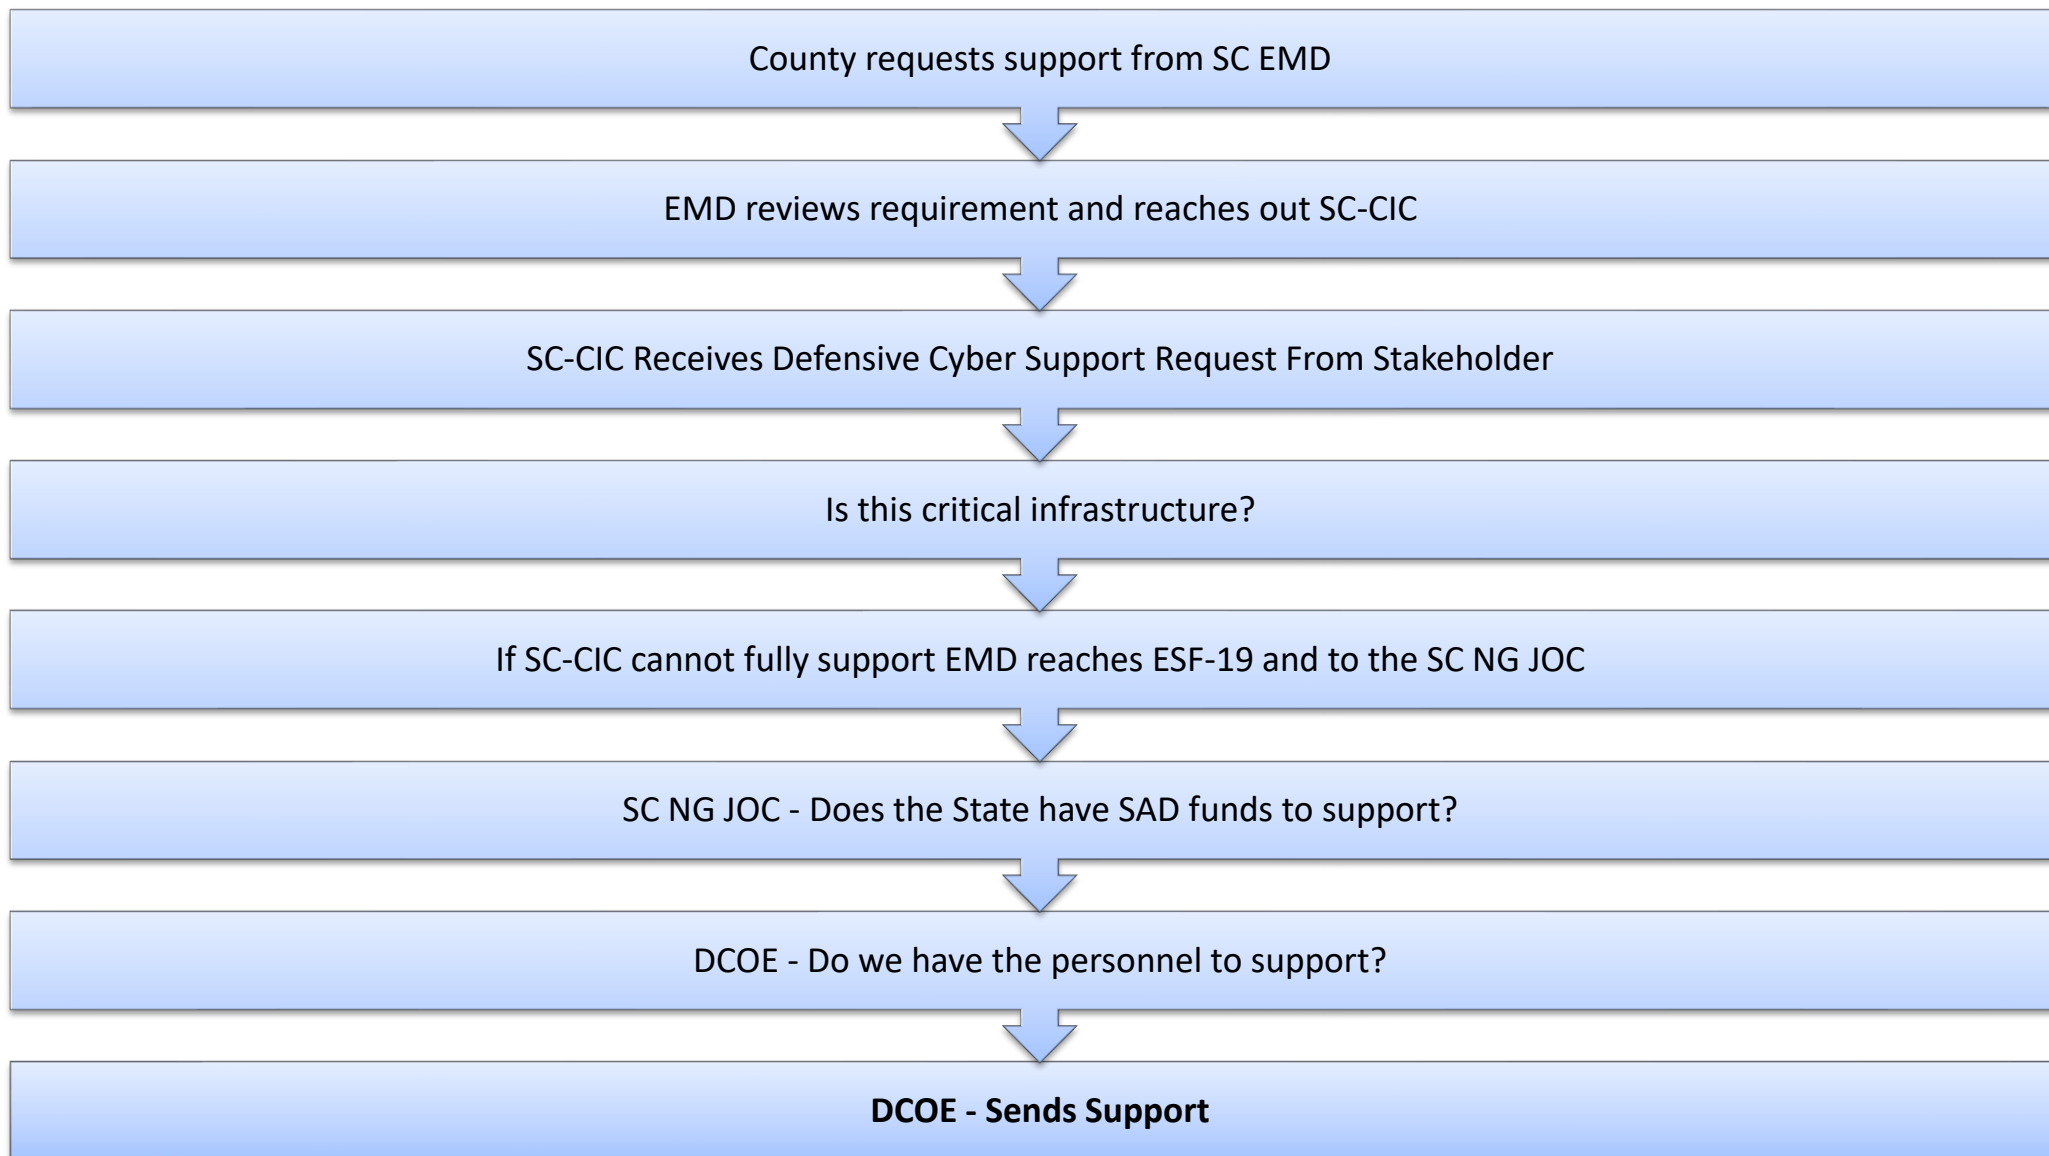 County requests support from SC EMD
EMD reviews requirement and reaches out SC-CIC
SC-CIC Receives Defensive Cyber Support Request From Stakeholder
Is this critical infrastructure?
If SC-CIC cannot fully support EMD reaches ESF-19 and to the SC NG JOC
SC NG JOC - Does the State have SAD funds to support?
DCOE - Do we have the personnel to support?
DCOE - Sends Support